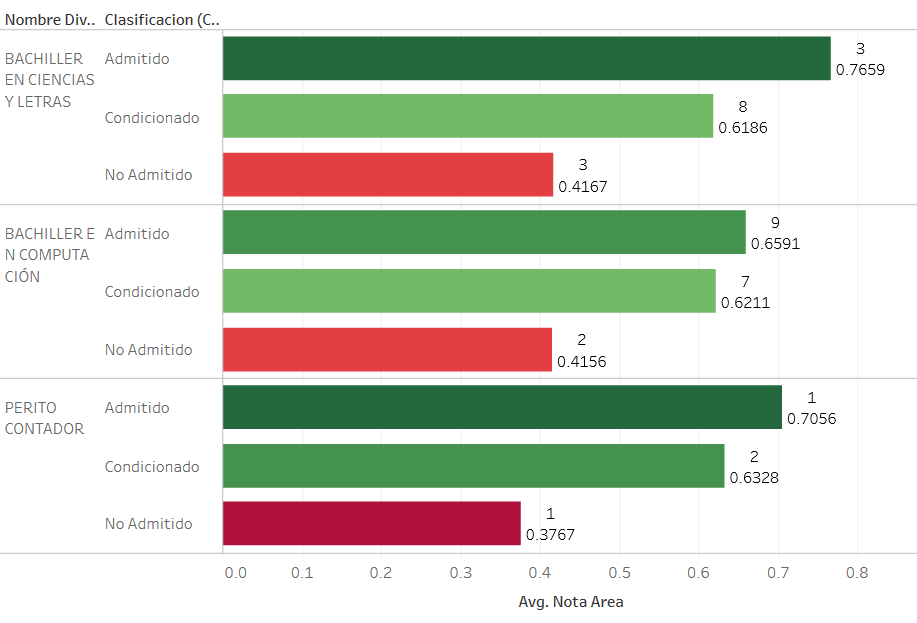 Nombre Div.. Clasificacion (C..
BACHILLER
EN CIENCIAS
Y LETRAS
Admitido
3
0.7659
Condicionado
8
0.6186
No Admitido
3
0.4167
BACHILLER E
N COMPUTA
CIÓN
Admitido
9
0.6591
Condicionado
7
0.6211
No Admitido
2
0.4156
PERITO
CONTADOR
Admitido
1
0.7056
Condicionado
2
0.6328
No Admitido
1
0.3767
0.0 0.1 0.2 0.3 0.4 0.5 0.6 0.7 0.8
Avg. Nota Area